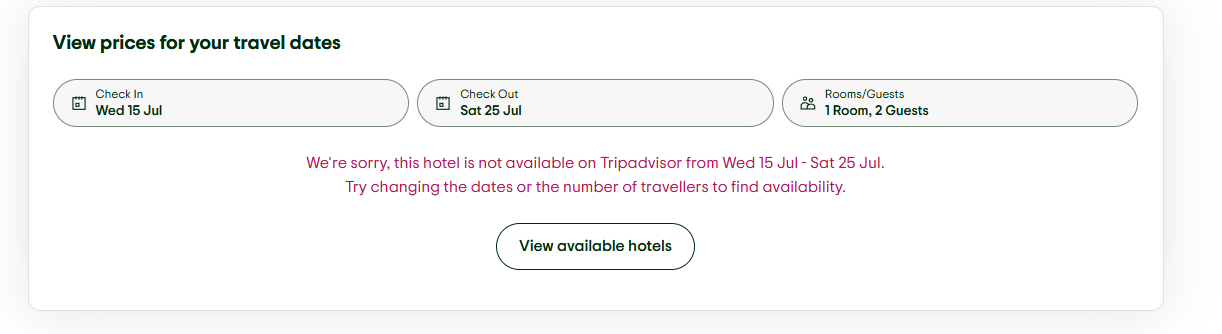 View prices for your travel dates
Check In
Wed 15 Jul
Check Out
Sat 25 Jul
Rooms/Guests
1 Room, 2 Guests
We're sorry, this hotel is not available on Tripadvisor from Wed 15 Jul - Sat 25 Jul.
Try changing the dates or the number of travellers to find availability.
View available hotels